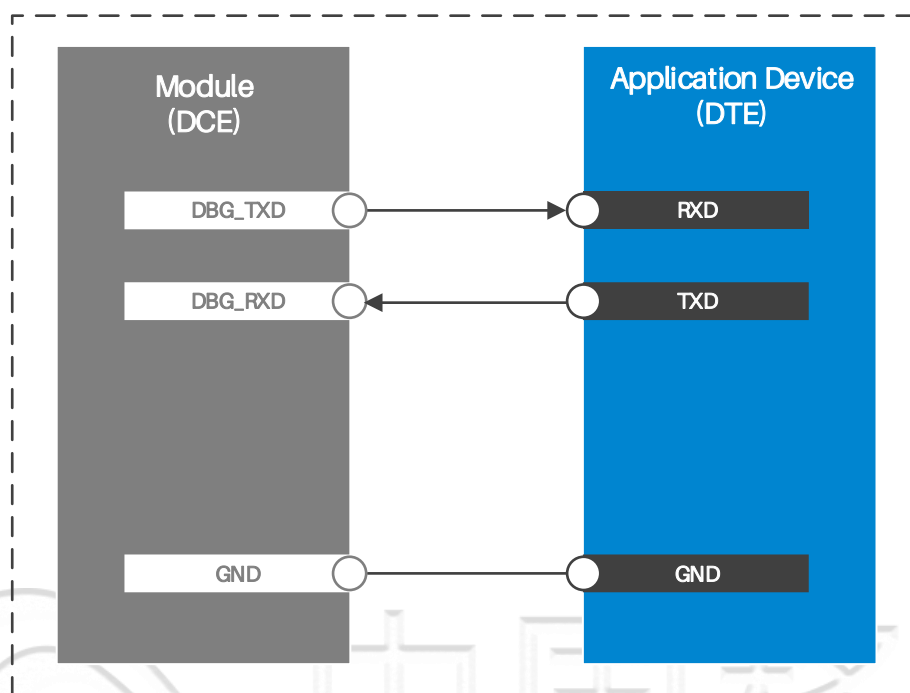 Module
(DCE)
Application Device
(DTE)
DBG_TXD
RXD
DBG_RXD
TXD
GND
GND